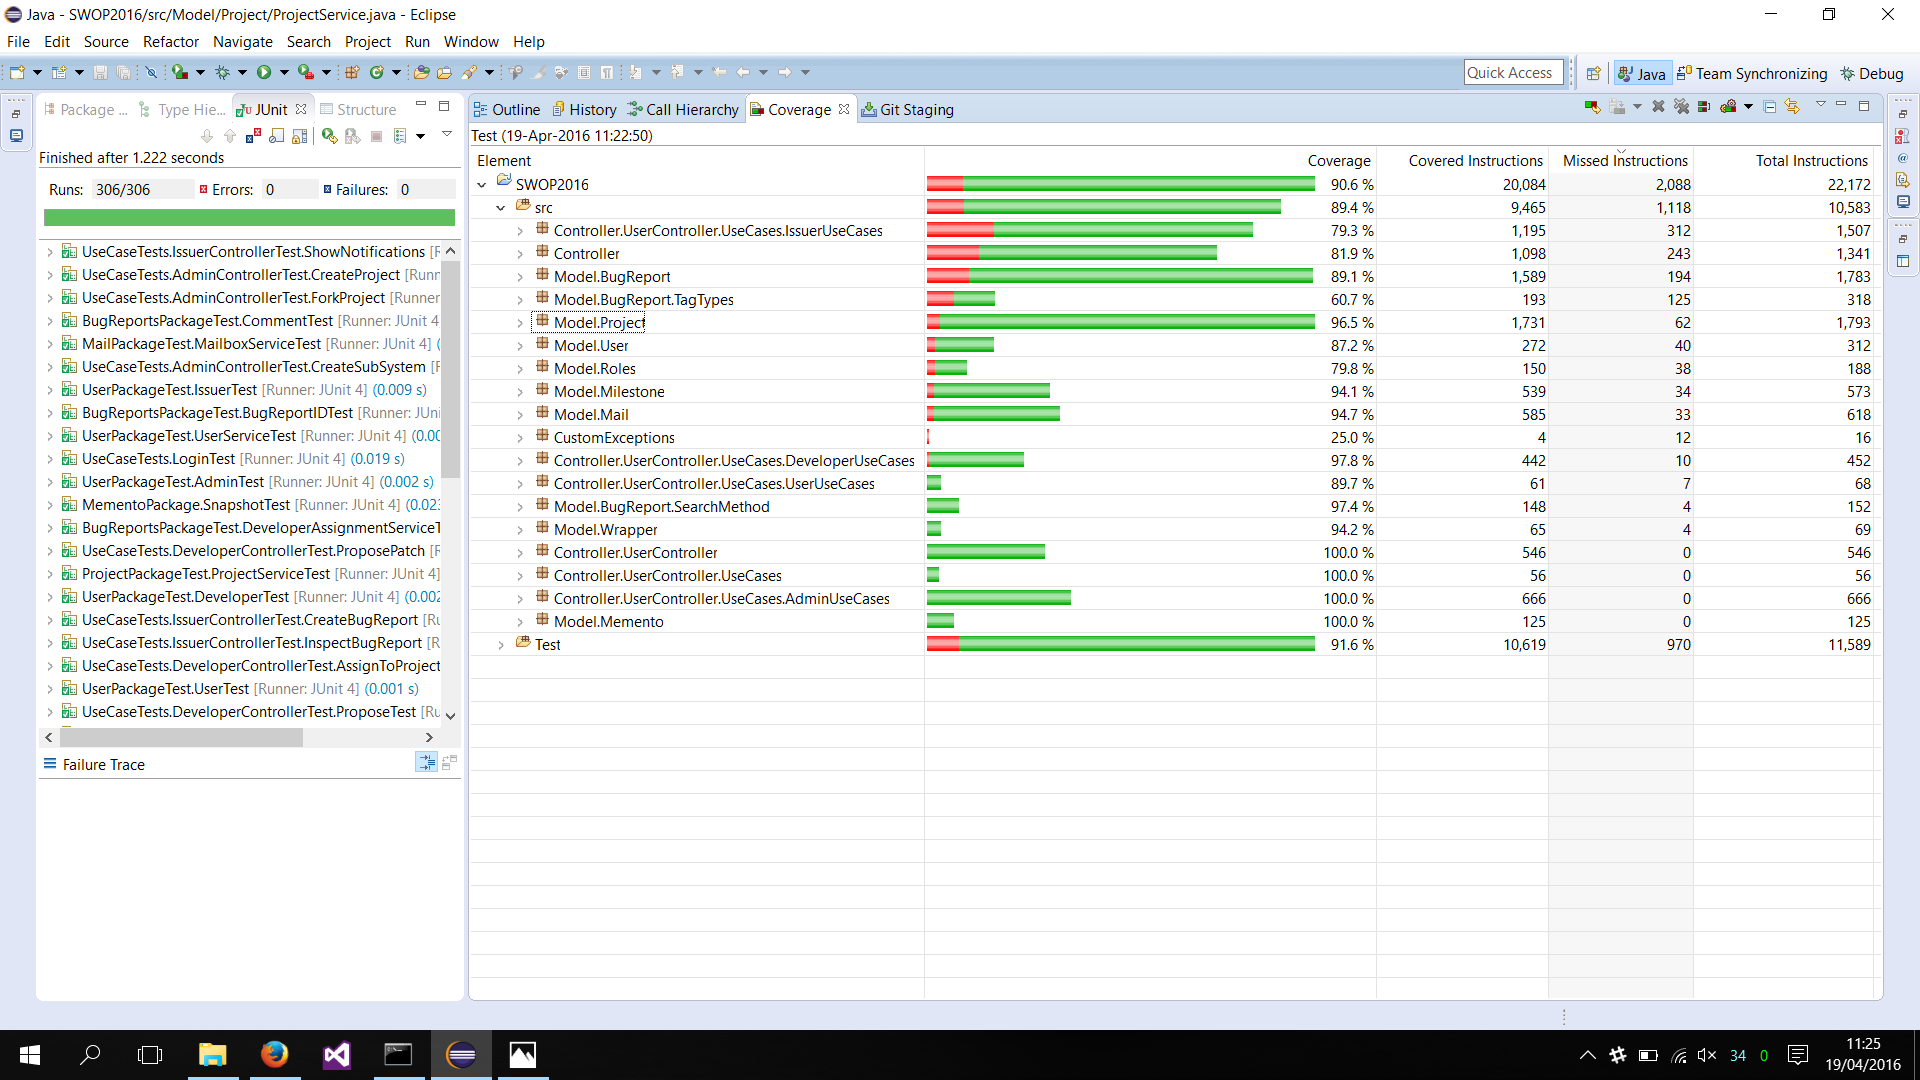 Java - SWOP2016/src/Model/Project/ProjectService.java - Eclipse
File Edit Source Refactor Navigate Search Project Run Window Help
Quick Access Java Team Synchronizing Debug
Package ... Type Hie... JUnit Structure
Finished after 1.222 seconds
Runs: 306/306 Errors: 0 Failures: 0
UseCaseTests.IssuerControllerTest.ShowNotifications [R
UseCaseTests.AdminControllerTest.CreateProject [Runn
UseCaseTests.AdminControllerTest.ForkProject [Runner
BugReportsPackageTest.CommentTest [Runner: JUnit 4
MailPackageTest.MailboxServiceTest [Runner: JUnit 4] (
UseCaseTests.AdminControllerTest.CreateSubSystem [R
UserPackageTest.IssuerTest [Runner: JUnit 4] (0.009 s)
BugReportsPackageTest.BugReportIDTest [Runner: JUni
UserPackageTest.UserServiceTest [Runner: JUnit 4] (0.00
UseCaseTests.LoginTest [Runner: JUnit 4] (0.019 s)
UserPackageTest.AdminTest [Runner: JUnit 4] (0.002 s)
MementoPackage.SnapshotTest [Runner: JUnit 4] (0.023
BugReportsPackageTest.DeveloperAssignmentServiceT
UseCaseTests.DeveloperControllerTest.ProposePatch [R
ProjectPackageTest.ProjectServiceTest [Runner: JUnit 4]
UserPackageTest.DeveloperTest [Runner: JUnit 4] (0.002
UseCaseTests.IssuerControllerTest.CreateBugReport [Ru
UseCaseTests.IssuerControllerTest.InspectBugReport [R
UseCaseTests.DeveloperControllerTest.AssignToProject
UserPackageTest.UserTest [Runner: JUnit 4] (0.001 s)
UseCaseTests.DeveloperControllerTest.ProposeTest [Ru
Failure Trace
Outline History Call Hierarchy Coverage Git Staging
Test (19-Apr-2016 11:22:50)
Element Coverage Covered Instructions Missed Instructions Total Instructions
SWOP2016 90.6 % 20,084 2,088 22,172
src 89.4 % 9,465 1,118 10,583
Controller.UserController.UseCases.IssuerUseCases 79.3 % 1,195 312 1,507
Controller 81.9 % 1,098 243 1,341
Model.BugReport 89.1 % 1,589 194 1,783
Model.BugReport.TagTypes 60.7 % 193 125 318
Model.Project 96.5 % 1,731 62 1,793
Model.User 87.2 % 272 40 312
Model.Roles 79.8 % 150 38 188
Model.Milestone 94.1 % 539 34 573
Model.Mail 94.7 % 585 33 618
CustomExceptions 25.0 % 4 12 16
Controller.UserController.UseCases.DeveloperUseCases 97.8 % 442 10 452
Controller.UserController.UseCases.UserUseCases 89.7 % 61 7 68
Model.BugReport.SearchMethod 97.4 % 148 4 152
Model.Wrapper 94.2 % 65 4 69
Controller.UserController 100.0 % 546 0 546
Controller.UserController.UseCases 100.0 % 56 0 56
Controller.UserController.UseCases.AdminUseCases 100.0 % 666 0 666
Model.Memento 100.0 % 125 0 125
Test 91.6 % 10,619 970 11,589
34 0
11:25
19/04/2016